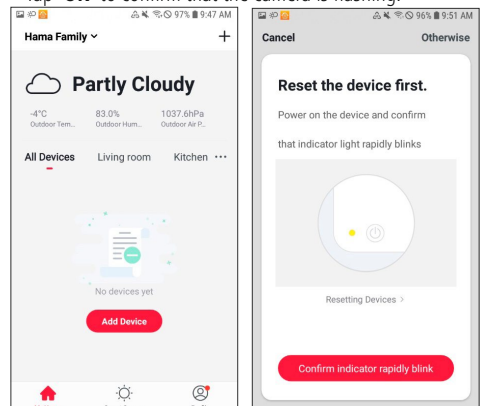 to confirm that the camera is flashing.
97% 9:47 AM
Hama Family
Partly Cloudy
-4°C 83.0% 1037.6hPa
Outdoor Tem... Outdoor Hum... Outdoor Air P...
All Devices Living room Kitchen ...
No devices yet
Add Device
96% 9:51 AM
Cancel Otherwise
Reset the device first.
Power on the device and confirm
that indicator light rapidly blinks
Resetting Devices >
Confirm indicator rapidly blink